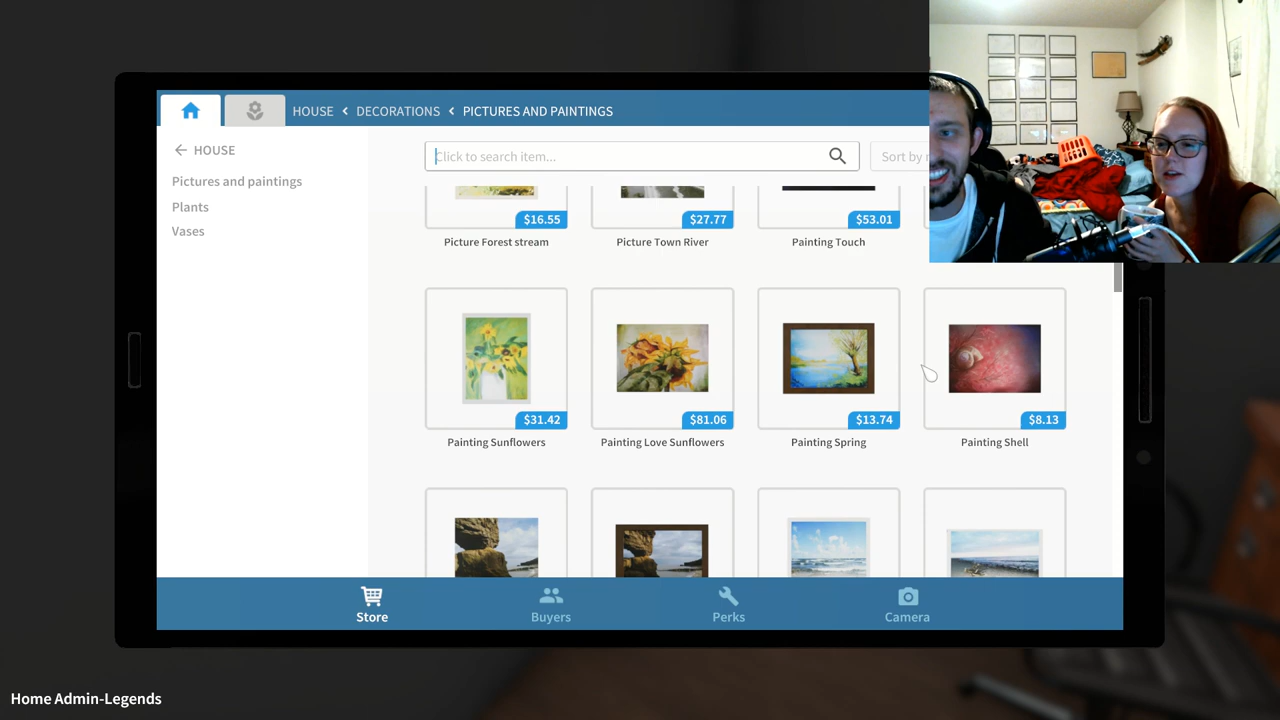 HOUSE < DECORATIONS < PICTURES AND PAINTINGS
← HOUSE
Click to search item...
Sort by
Pictures and paintings
Plants
Vases
$16.55
$27.77
$53.01
Picture Forest stream
Picture Town River
Painting Touch
$31.42
$81.06
$13.74
$8.13
Painting Sunflowers
Painting Love Sunflowers
Painting Spring
Painting Shell
Store
Buyers
Perks
Camera
Home Admin-Legends